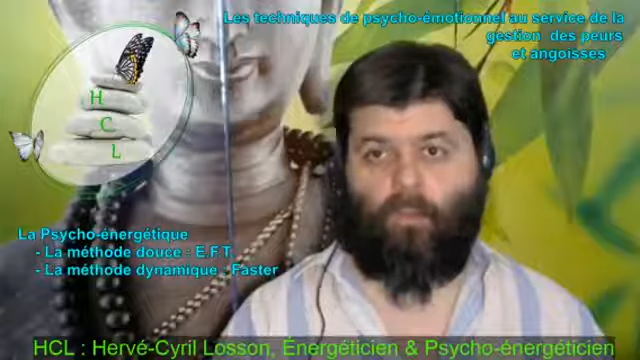 Les techniques de psycho-émotionnel au service de la
gestion des peurs
et angoisses
H
C
L
La Psycho-énergétique
- La méthode douce : E.F.T.
- La méthode dynamique : Faster
HCL : Hervé-Cyril Losson, Énergéticien & Psycho-énergéticien